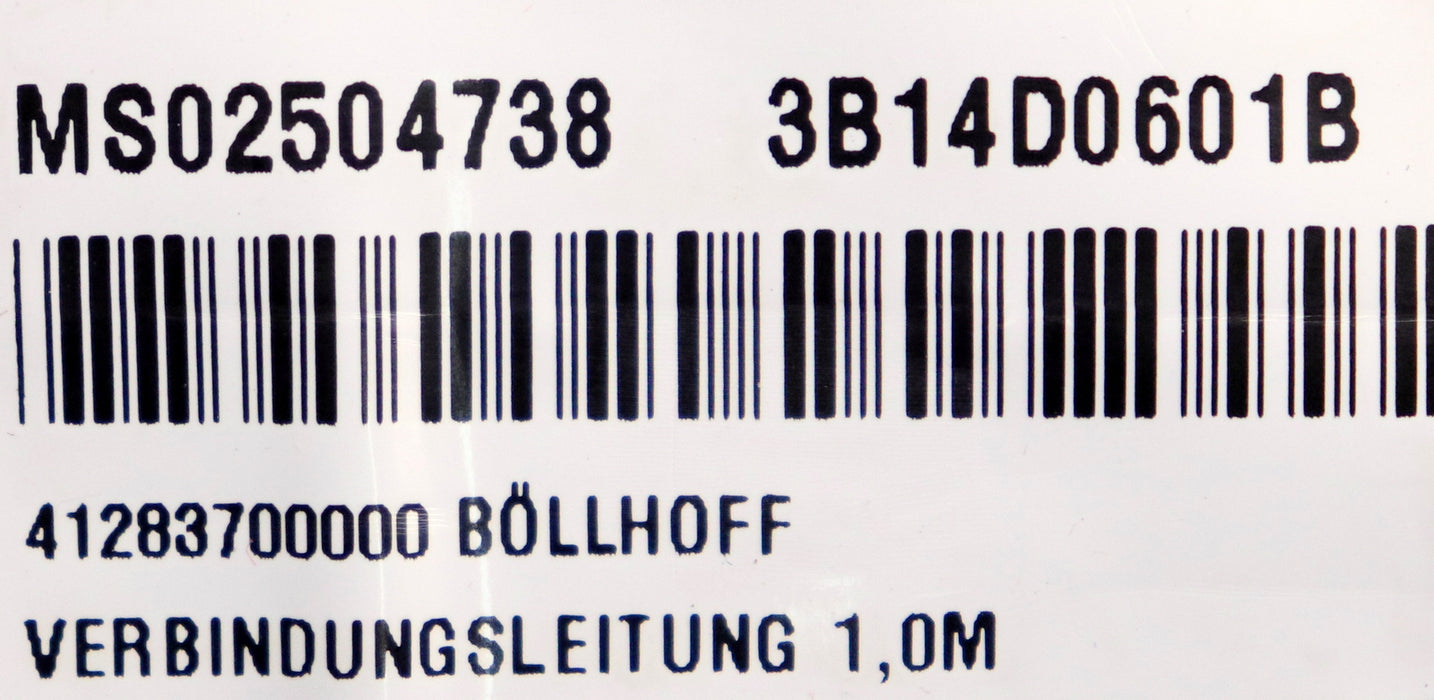 MS02504738 3B14D0601B
41283700000 BÖLLHOFF
VERBINDUNGSLEITUNG 1,0M